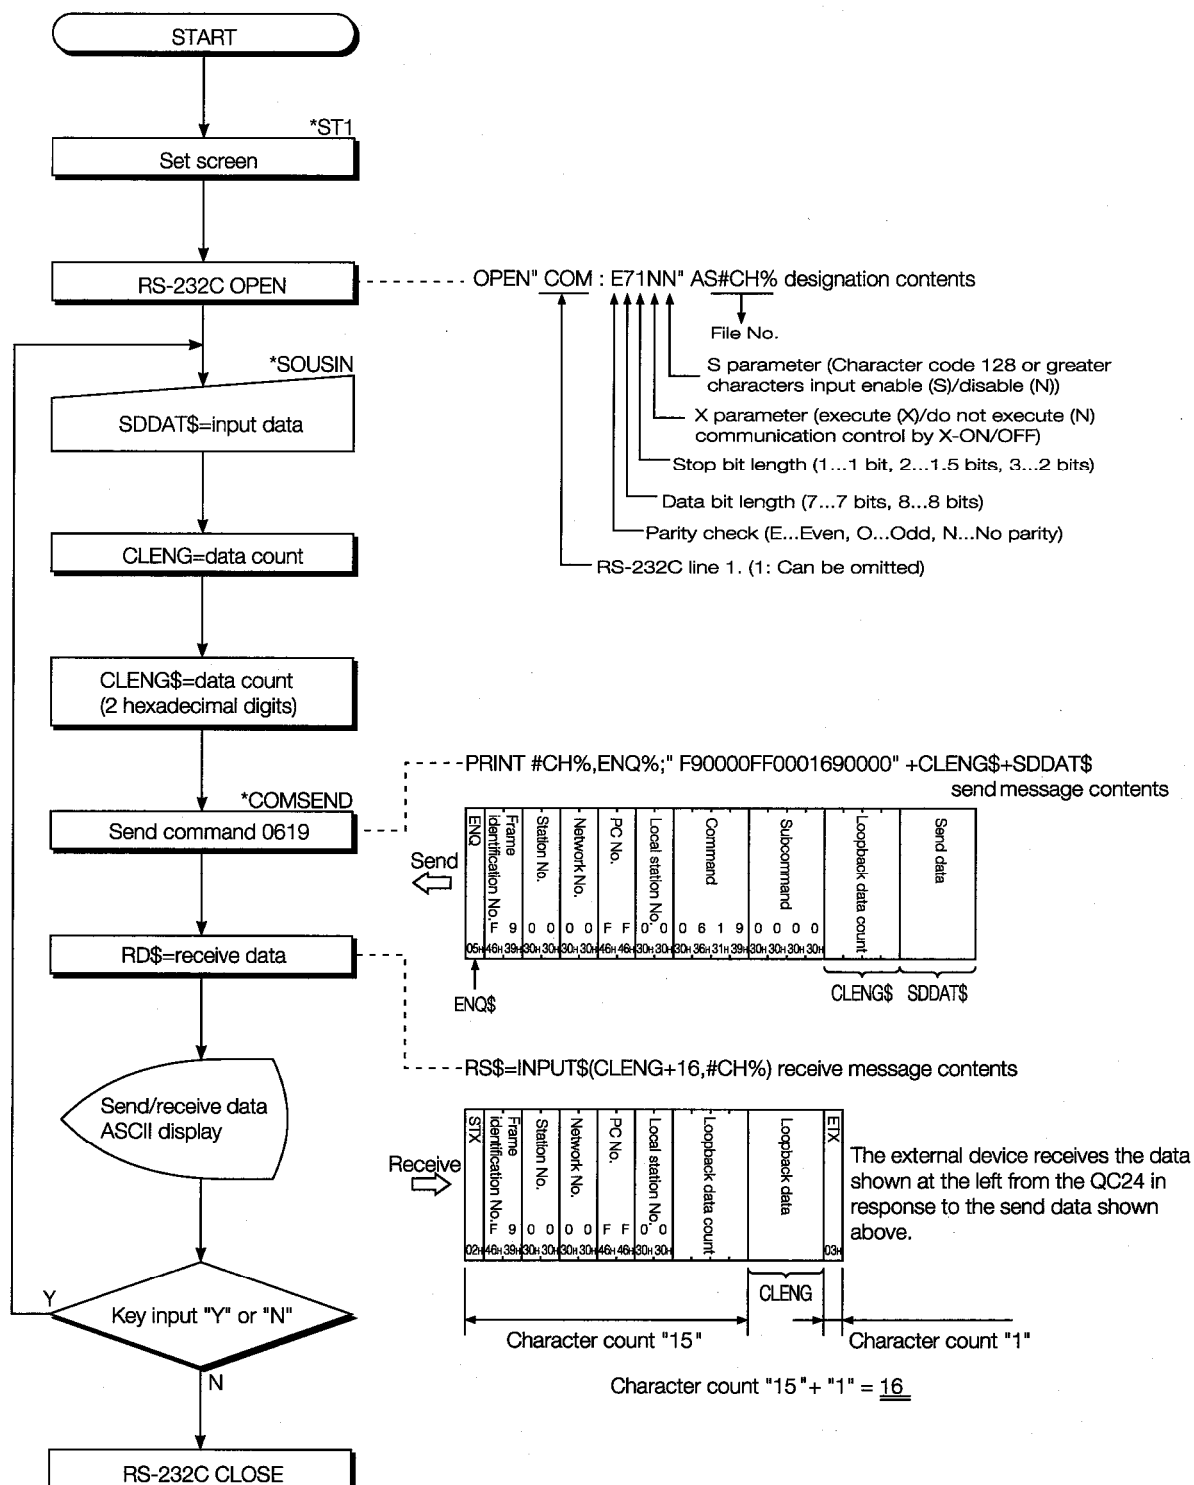 START
*ST1
Set screen
RS-232C OPEN
OPEN" COM : E71NN" AS#CH% designation contents
File No.
S parameter (Character code 128 or greater
characters input enable (S)/disable (N))
X parameter (execute (X)/do not execute (N)
communication control by X-ON/OFF)
Stop bit length (1...1 bit, 2...1.5 bits, 3...2 bits)
Data bit length (7...7 bits, 8...8 bits)
Parity check (E...Even, O...Odd, N...No parity)
RS-232C line 1. (1: Can be omitted)
*SOUSIN
SDDAT$=input data
CLENG=data count
CLENG$=data count
(2 hexadecimal digits)
PRINT #CH%,ENQ%;" F90000FF0001690000" +CLENG$+SDDAT$
send message contents
*COMSEND
Send command 0619
Send
ENQ
Frame
identification No.
Station No.
Network No.
PC No.
Local station No.
Command
Subcommand
Loopback data count
Send data
F 9 0 0 0 0 F F 0 0 0 6 1 9 0 0 0 0
05H 46H 39H 30H 30H 30H 30H 46H 46H 30H 30H 30H 36H 31H 39H 30H 30H 30H 30H
CLENG$ SDDAT$
ENQ$
RD$=receive data
RS$=INPUT$(CLENG+16,#CH%) receive message contents
Send/receive data
ASCII display
Receive
STX
Frame
identification No.
Station No.
Network No.
PC No.
Local station No.
Loopback data count
Loopback data
ETX
F 9 0 0 0 0 F F 0 0
02H 46H 39H 30H 30H 30H 30H 46H 46H 30H 30H 03H
The external device receives the data
shown at the left from the QC24 in
response to the send data shown
above.
CLENG
Character count "15"
Character count "1"
Character count "15"+ "1" = 16
Y
Key input "Y" or "N"
N
RS-232C CLOSE